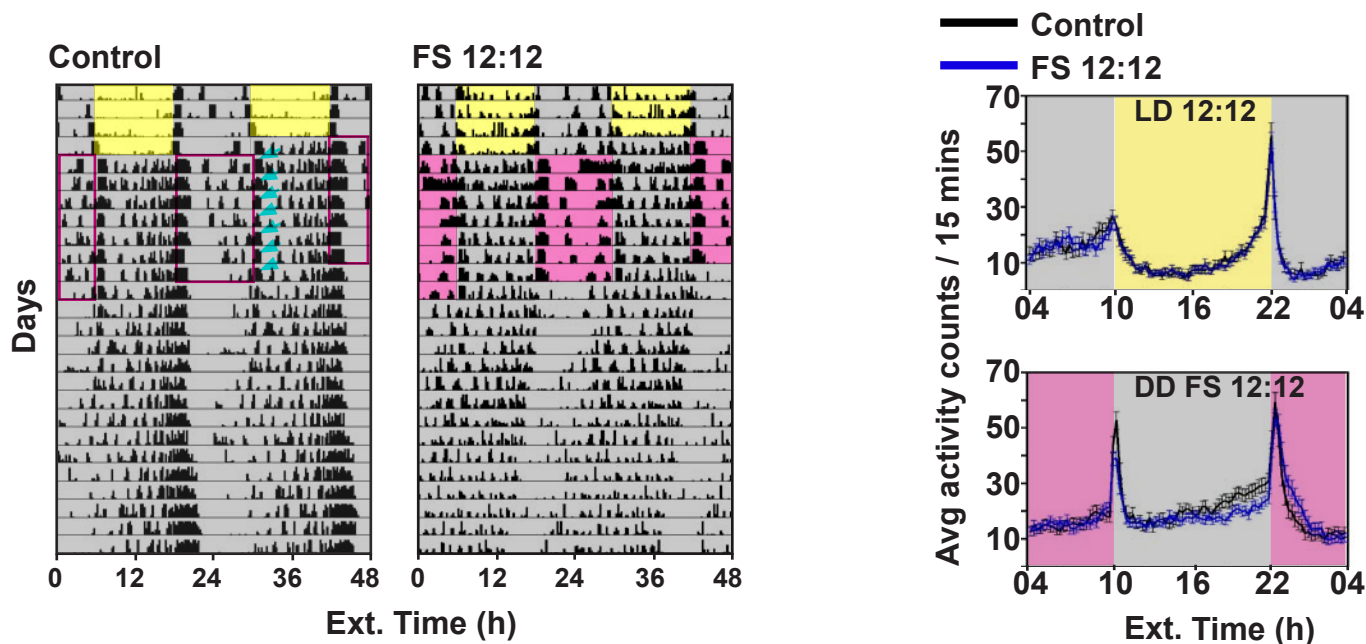 Control
FS 12:12
Days
0 12 24 36 48
0 12 24 36 48
Ext. Time (h)
Control
FS 12:12
Avg activity counts / 15 mins
70
50
30
10
LD 12:12
04 10 16 22 04
70
50
30
10
DD FS 12:12
04 10 16 22 04
Ext. Time (h)